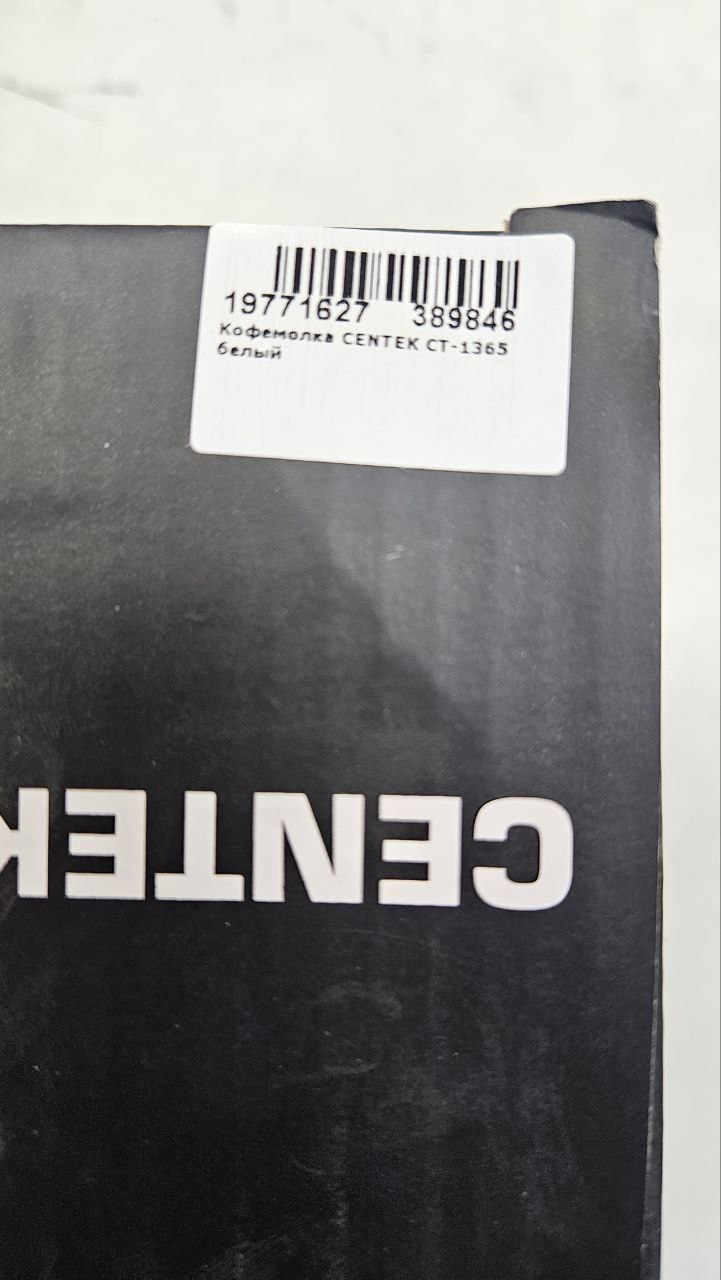 19771627 389846
Кофемолка CENTEK CT-1365
белый
CENTEK